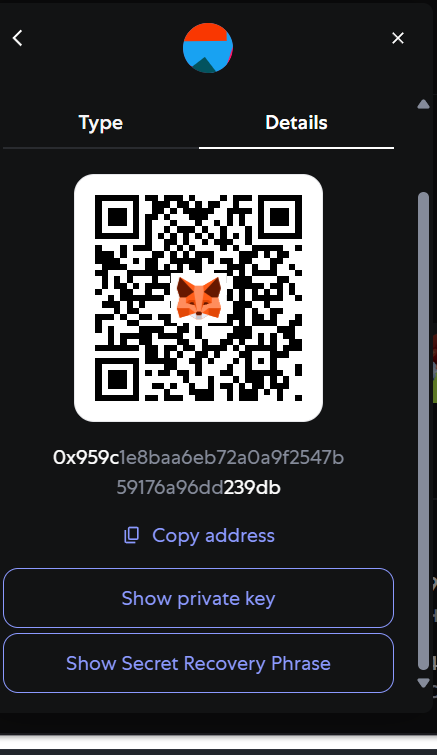 Type
Details
0x959c1e8baa6eb72a0a9f2547b
59176a96dd239db
Copy address
Show private key
Show Secret Recovery Phrase